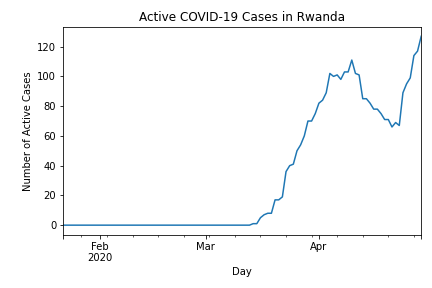 Active COVID-19 Cases in Rwanda
120
100
80
60
40
20
0
Number of Active Cases
Feb
2020
Mar
Apr
Day